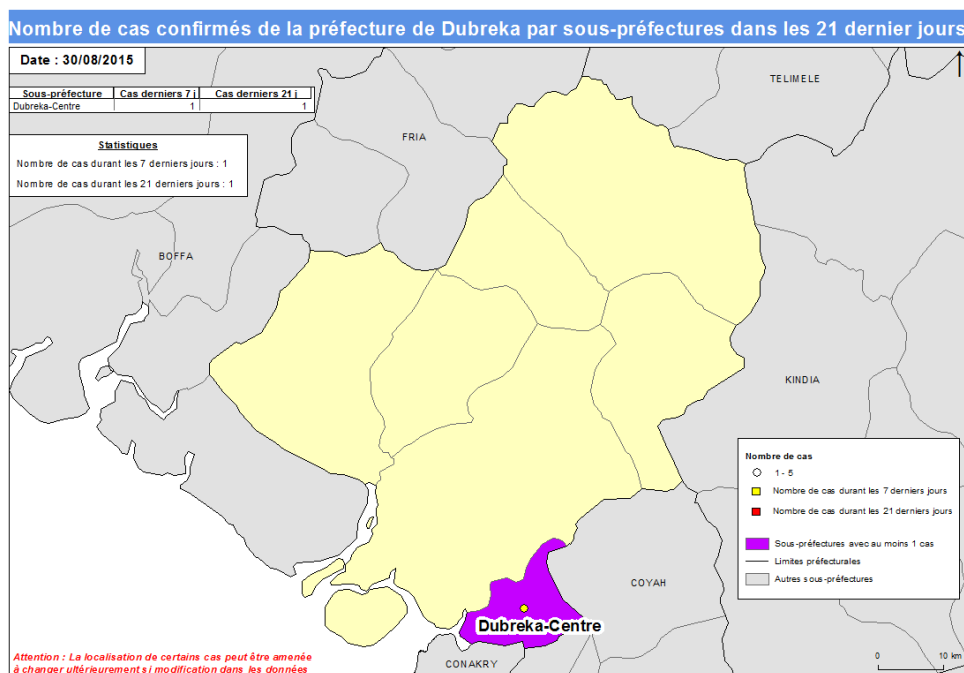 Nombre de cas confirmés de la préfecture de Dubreka par sous-préfectures dans les 21 dernier jours
Date : 30/08/2015
Sous-préfecture Cas derniers 7 j Cas derniers 21 j
Dubreka-Centre 1 1
Statistiques
Nombre de cas durant les 7 derniers jours : 1
Nombre de cas durant les 21 derniers jours : 1
TELIMELE
FRIA
BOFFA
KINDIA
COYAH
Dubreka-Centre
CONAKRY
Nombre de cas
1 - 5
Nombre de cas durant les 7 derniers jours
Nombre de cas durant les 21 derniers jours
Sous-préfectures avec au moins 1 cas
Limites préfecturales
Autres sous-préfectures
0 10 km
Attention : La localisation de certains cas peut être amenée
à changer ultérieurement si modification dans les données